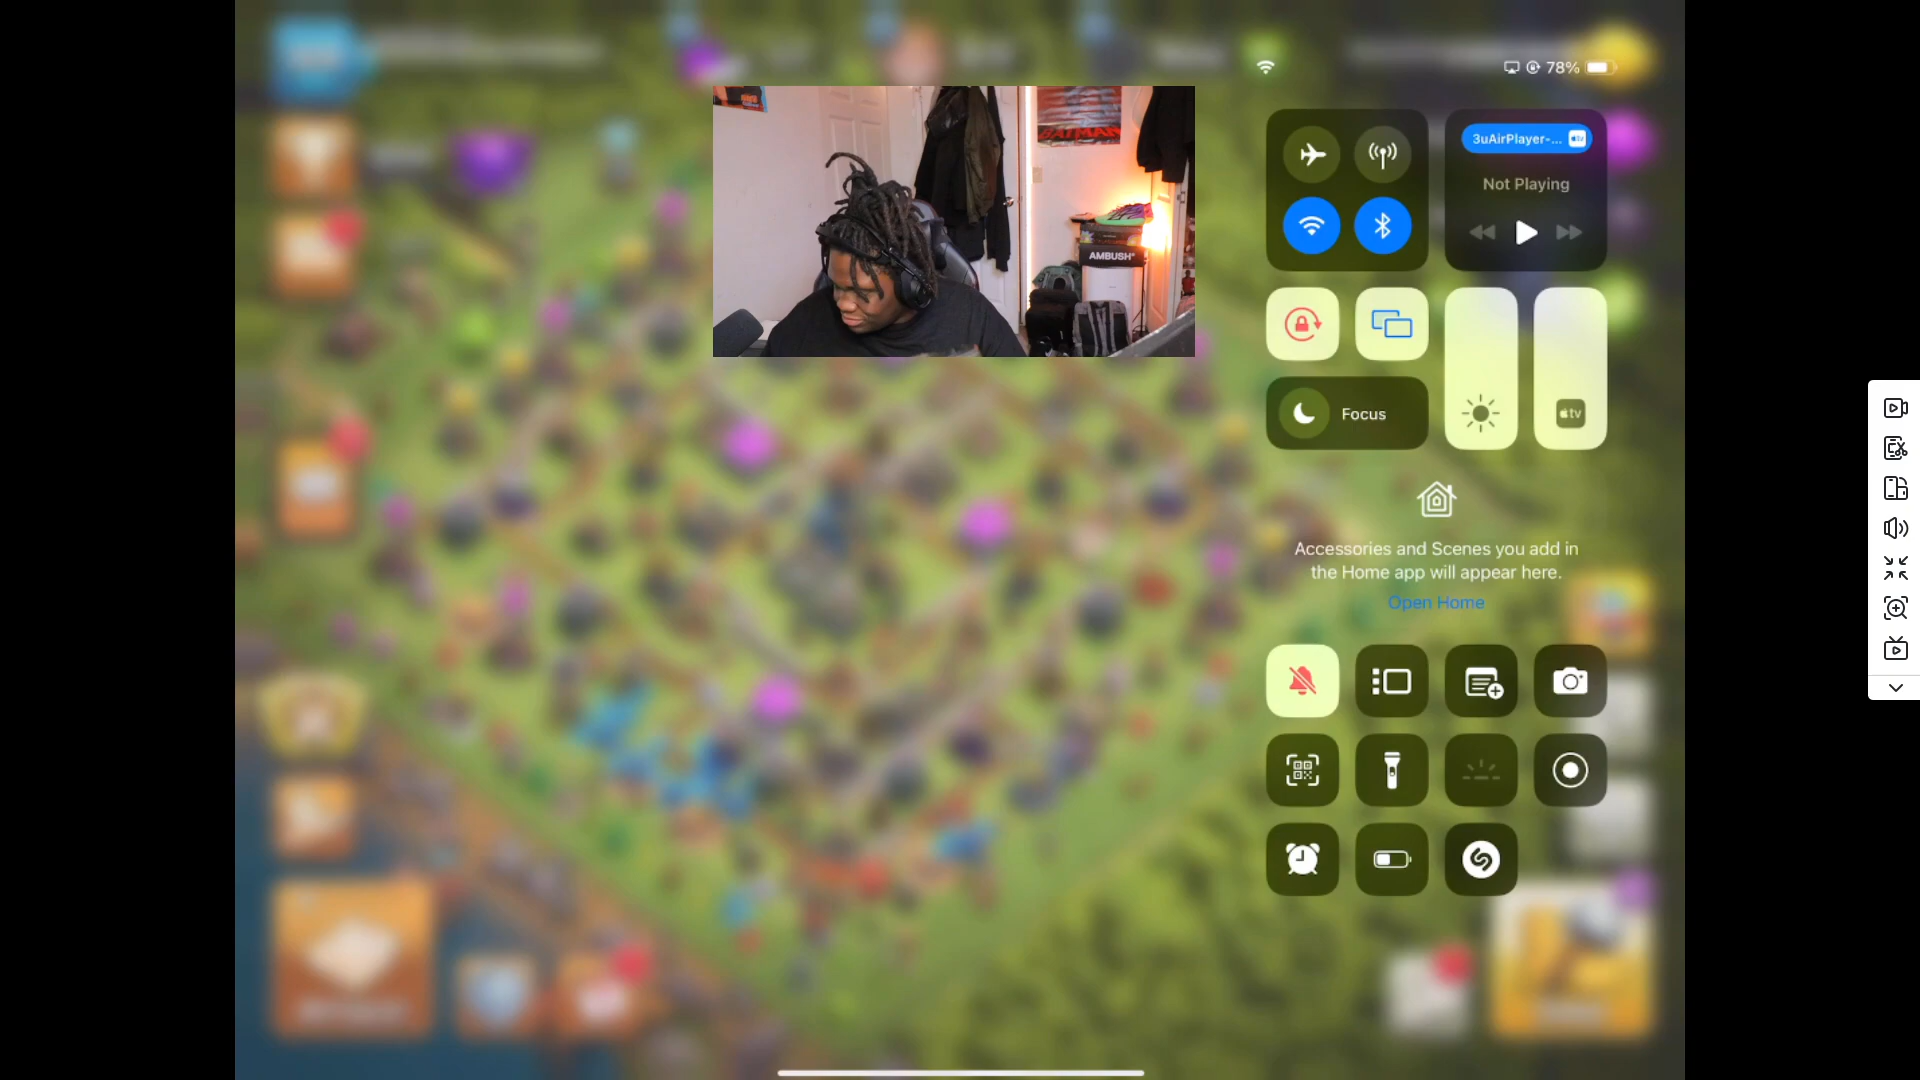 78%
3uAirPlayer-...
Not Playing
BATMAN
AMBUSH
Focus
tv
Accessories and Scenes you add in
the Home app will appear here.
Open Home